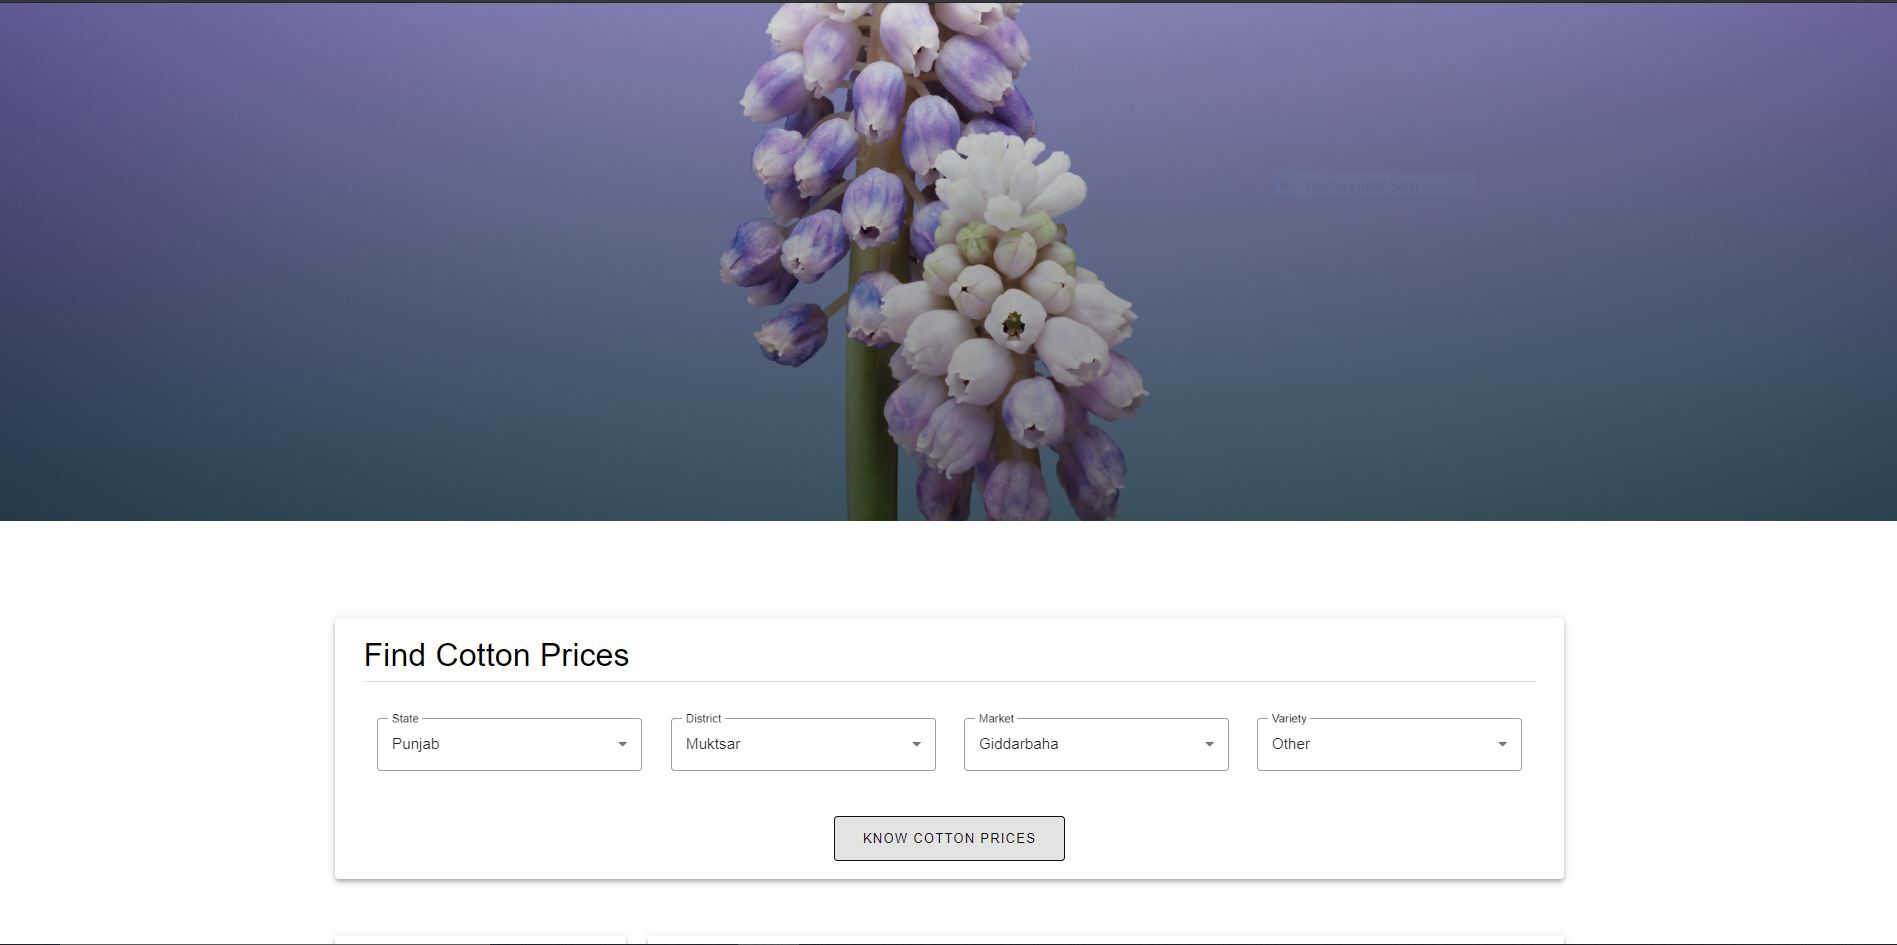 Rectangular Snip
Find Cotton Prices
State
Punjab
District
Muktsar
Market
Giddarbaha
Variety
Other
KNOW COTTON PRICES